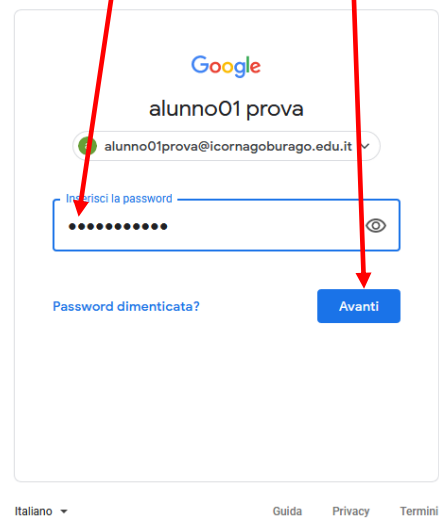 Google
alunno01 prova
alunno01prova@icornagoburago.edu.it
Inserisci la password
•••••••••••
Password dimenticata?
Avanti
Italiano
Guida Privacy Termini